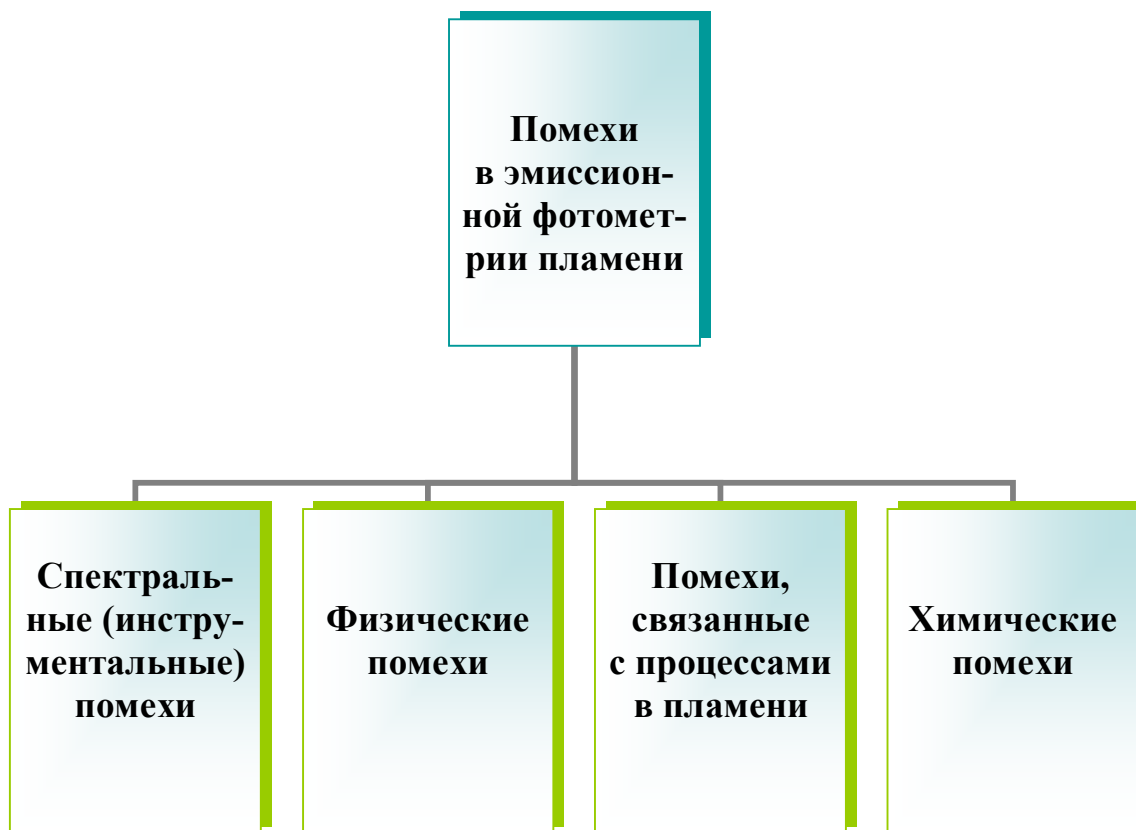 Помехи
в эмиссион-
ной фотомет-
рии пламени
Спектраль-
ные (инстру-
ментальные)
помехи
Физические
помехи
Помехи,
связанные
с процессами
в пламени
Химические
помехи